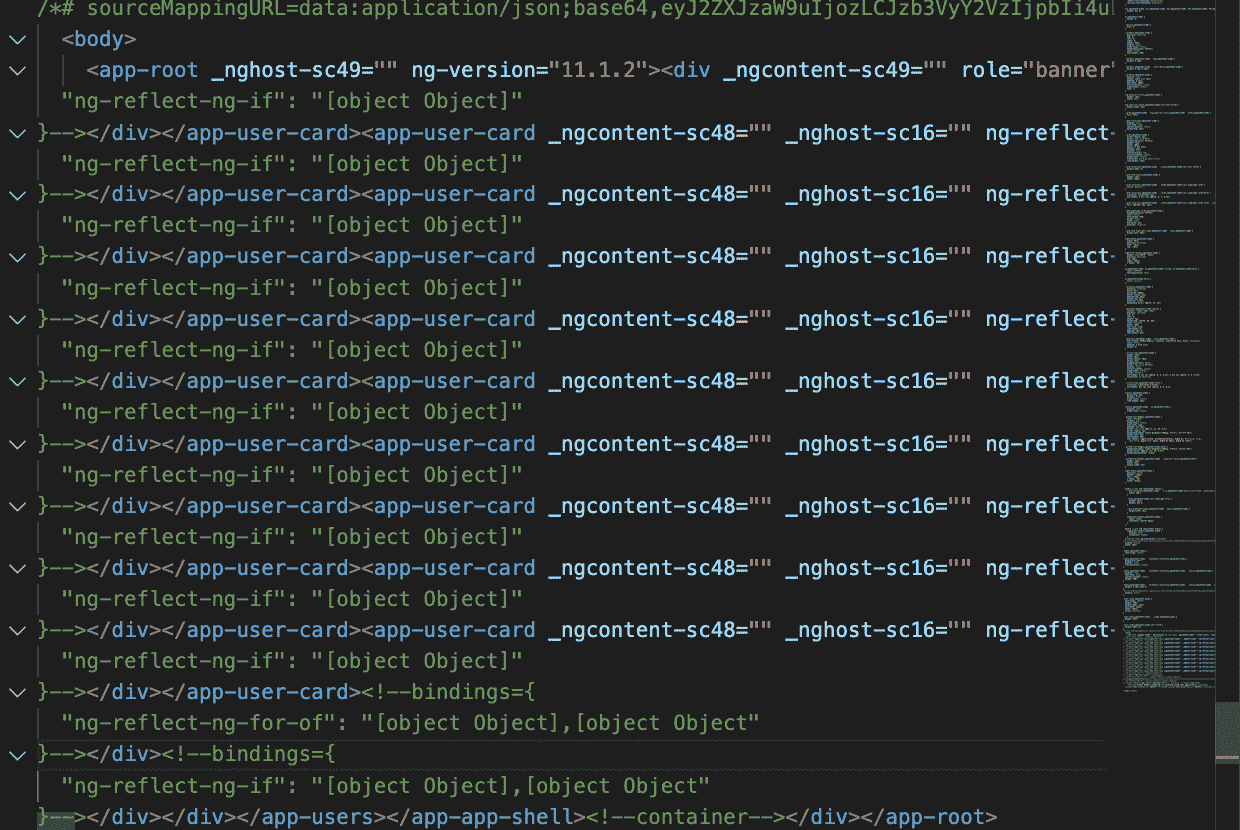 /*# sourceMappingURL=data:application/json;base64,eyJ2ZXJzaW9uIjozLCJzb3VyY2VzIjpbIi4u
<body>
<app-root _nghost-sc49="" ng-version="11.1.2"><div _ngcontent-sc49="" role="banner"
"ng-reflect-ng-if": "[object Object]"
}--></div></app-user-card><app-user-card _ngcontent-sc48="" _nghost-sc16="" ng-reflect-
"ng-reflect-ng-if": "[object Object]"
}--></div></app-user-card><app-user-card _ngcontent-sc48="" _nghost-sc16="" ng-reflect-
"ng-reflect-ng-if": "[object Object]"
}--></div></app-user-card><app-user-card _ngcontent-sc48="" _nghost-sc16="" ng-reflect-
"ng-reflect-ng-if": "[object Object]"
}--></div></app-user-card><app-user-card _ngcontent-sc48="" _nghost-sc16="" ng-reflect-
"ng-reflect-ng-if": "[object Object]"
}--></div></app-user-card><app-user-card _ngcontent-sc48="" _nghost-sc16="" ng-reflect-
"ng-reflect-ng-if": "[object Object]"
}--></div></app-user-card><app-user-card _ngcontent-sc48="" _nghost-sc16="" ng-reflect-
"ng-reflect-ng-if": "[object Object]"
}--></div></app-user-card><app-user-card _ngcontent-sc48="" _nghost-sc16="" ng-reflect-
"ng-reflect-ng-if": "[object Object]"
}--></div></app-user-card><app-user-card _ngcontent-sc48="" _nghost-sc16="" ng-reflect-
"ng-reflect-ng-if": "[object Object]"
}--></div></app-user-card><app-user-card _ngcontent-sc48="" _nghost-sc16="" ng-reflect-
"ng-reflect-ng-if": "[object Object]"
}--></div></app-user-card><!--bindings={
"ng-reflect-ng-for-of": "[object Object],[object Object"
}--></div><!--bindings={
"ng-reflect-ng-if": "[object Object],[object Object"
}--></div></div></app-users></app-app-shell><!--container--></div></app-root>